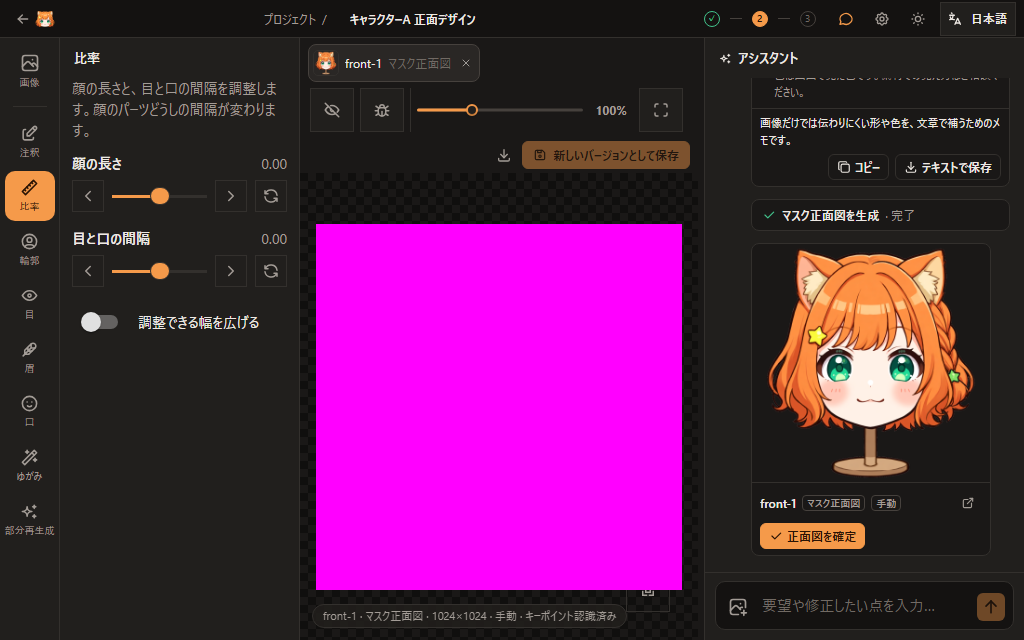 プロジェクト / キャラクターA 正面デザイン
2
3
日本語
画像
注釈
比率
輪郭
目
眉
口
ゆがみ
部分再生成
比率
顔の長さと、目と口の間隔を調整しま
す。顔のパーツどうしの間隔が変わりま
す。
顔の長さ 0.00
目と口の間隔 0.00
調整できる幅を広げる
front-1 マスク正面図
100%
新しいバージョンとして保存
front-1 · マスク正面図 · 1024×1024 · 手動 · キーポイント認識済み
アシスタント
ださい。
画像だけでは伝わりにくい形や色を、文章で補うためのメ
モです。
コピー
テキストで保存
マスク正面図を生成 · 完了
front-1 マスク正面図 手動
正面図を確定
要望や修正したい点を入力...